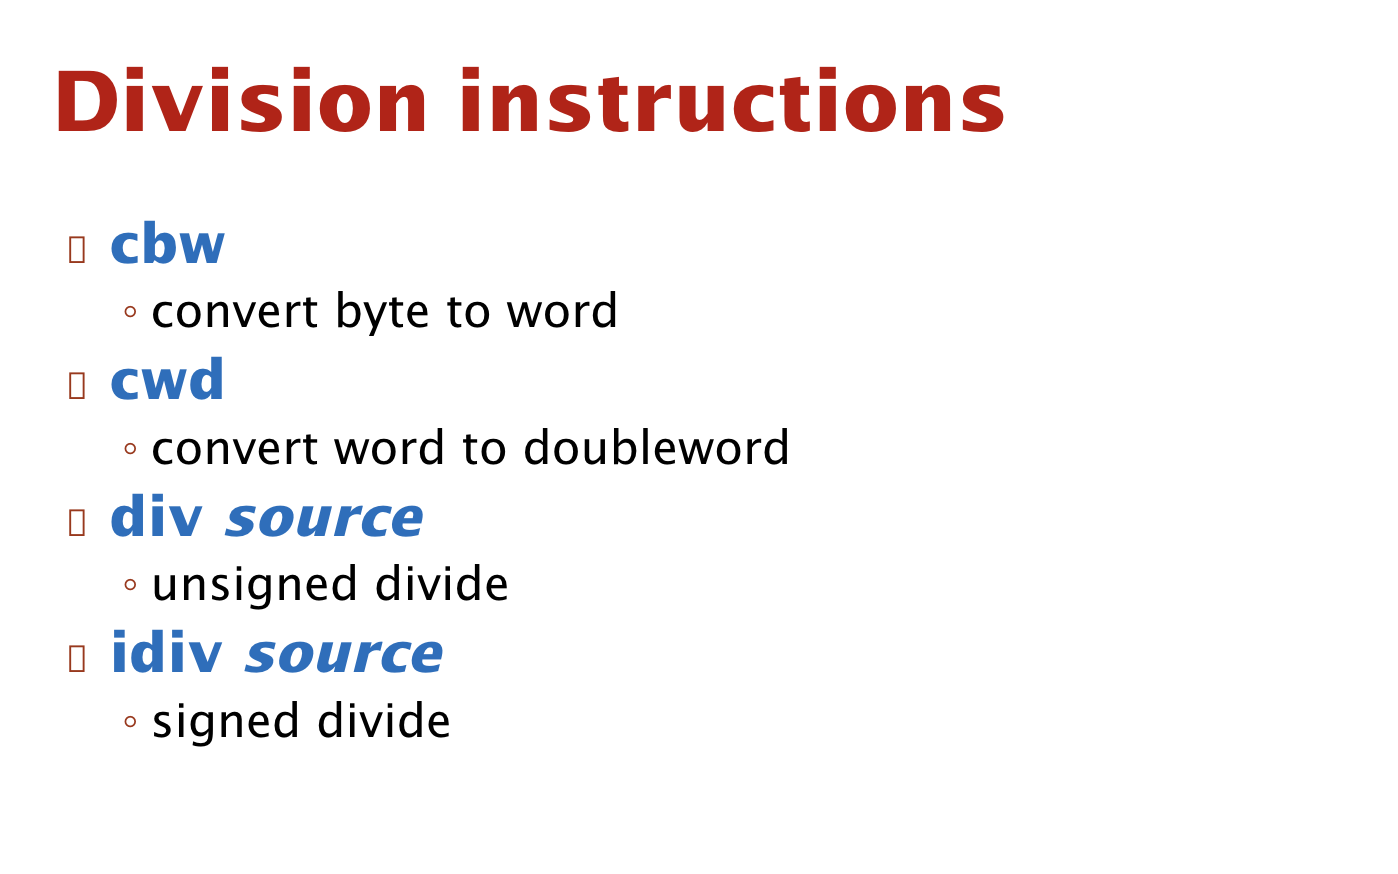 Division instructions
cbw
◦ convert byte to word
cwd
◦ convert word to doubleword
div source
◦ unsigned divide
idiv source
◦ signed divide